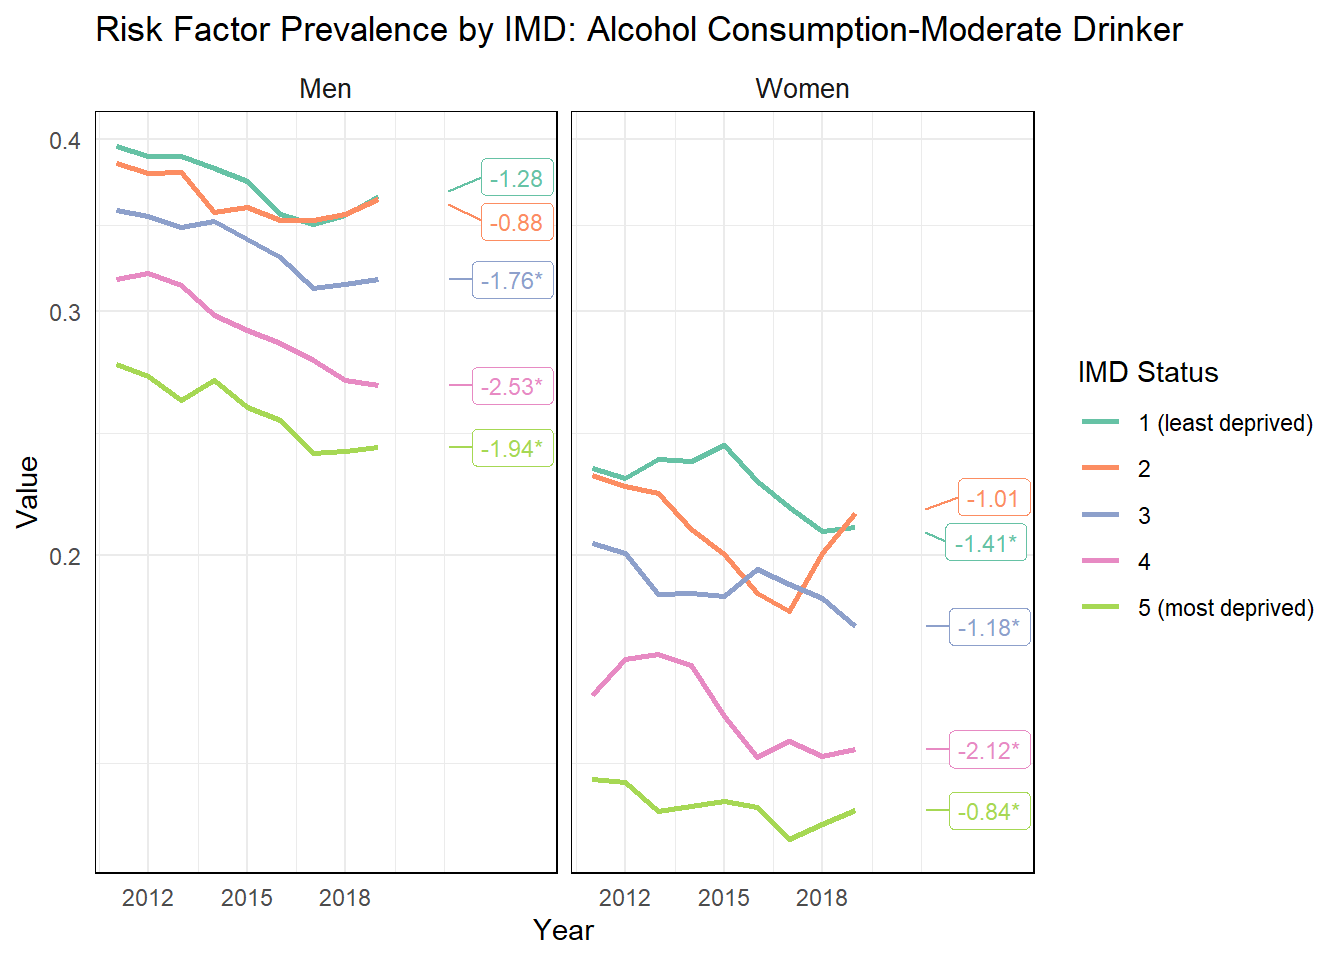 Risk Factor Prevalence by IMD: Alcohol Consumption-Moderate Drinker
Men
Women
0.4
0.3
0.2
Value
-1.28
-0.88
-1.76*
-2.53*
-1.94*
-1.01
-1.41*
-1.18*
-2.12*
-0.84*
2012 2015 2018
2012 2015 2018
Year
IMD Status
1 (least deprived)
2
3
4
5 (most deprived)